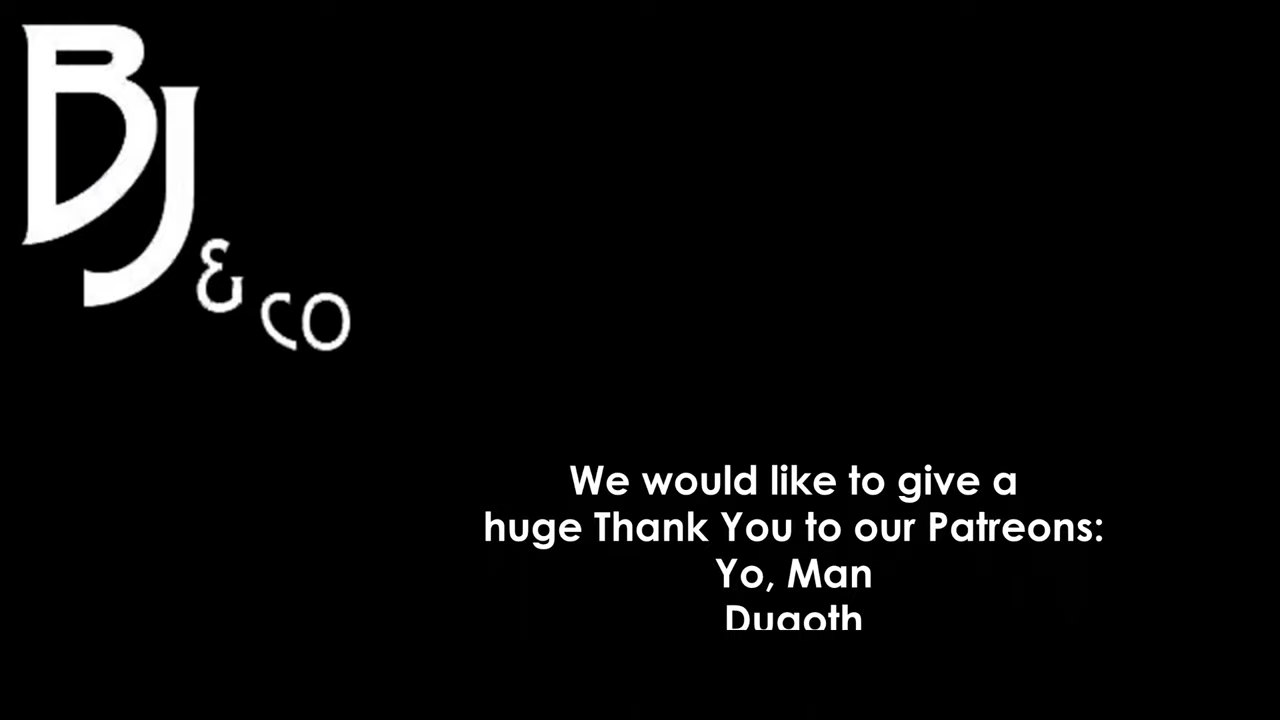 BJ
& CO
We would like to give a
huge Thank You to our Patreons:
Yo, Man